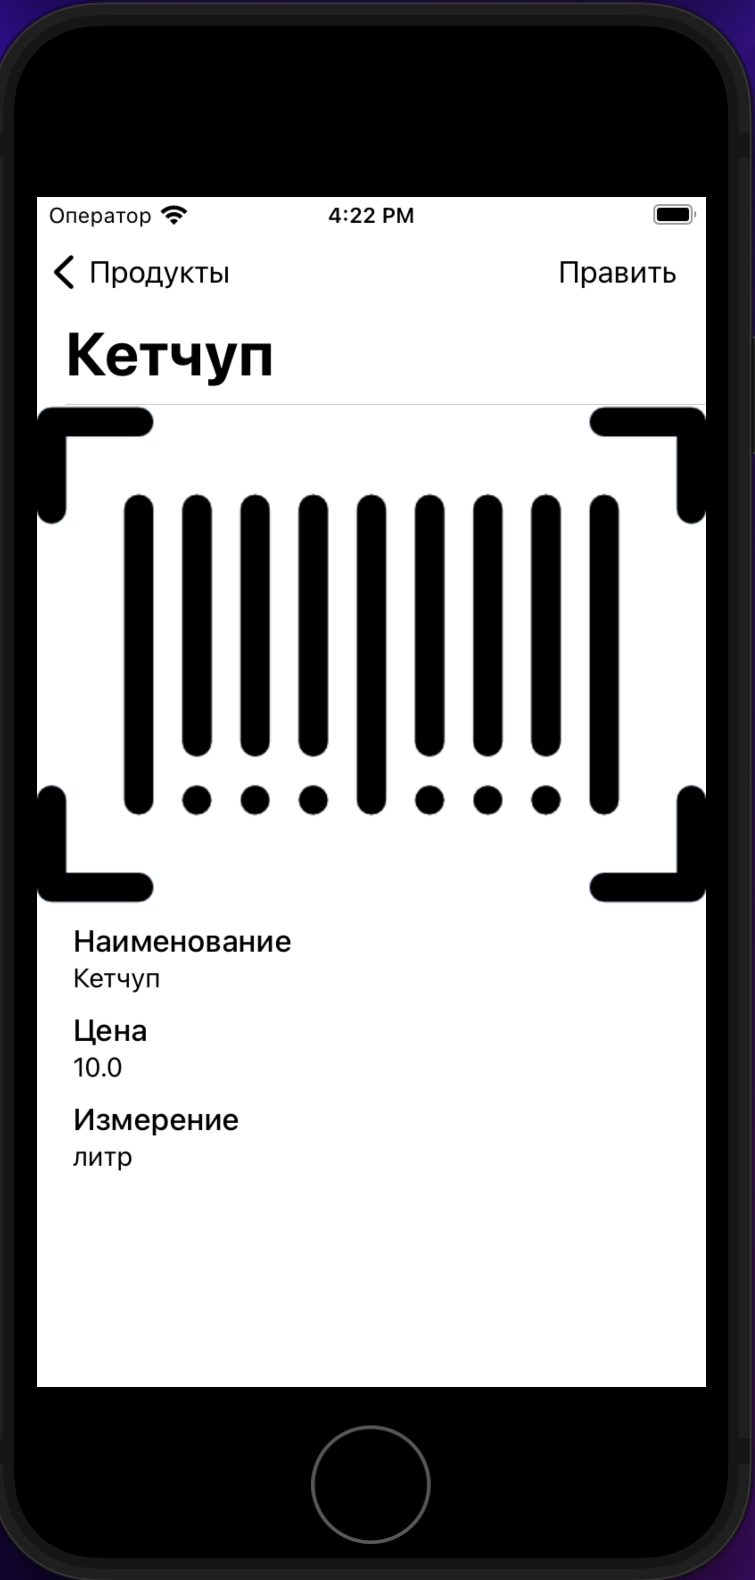 Оператор 4:22 PM
Продукты Править
Кетчуп
Наименование
Кетчуп
Цена
10.0
Измерение
литр